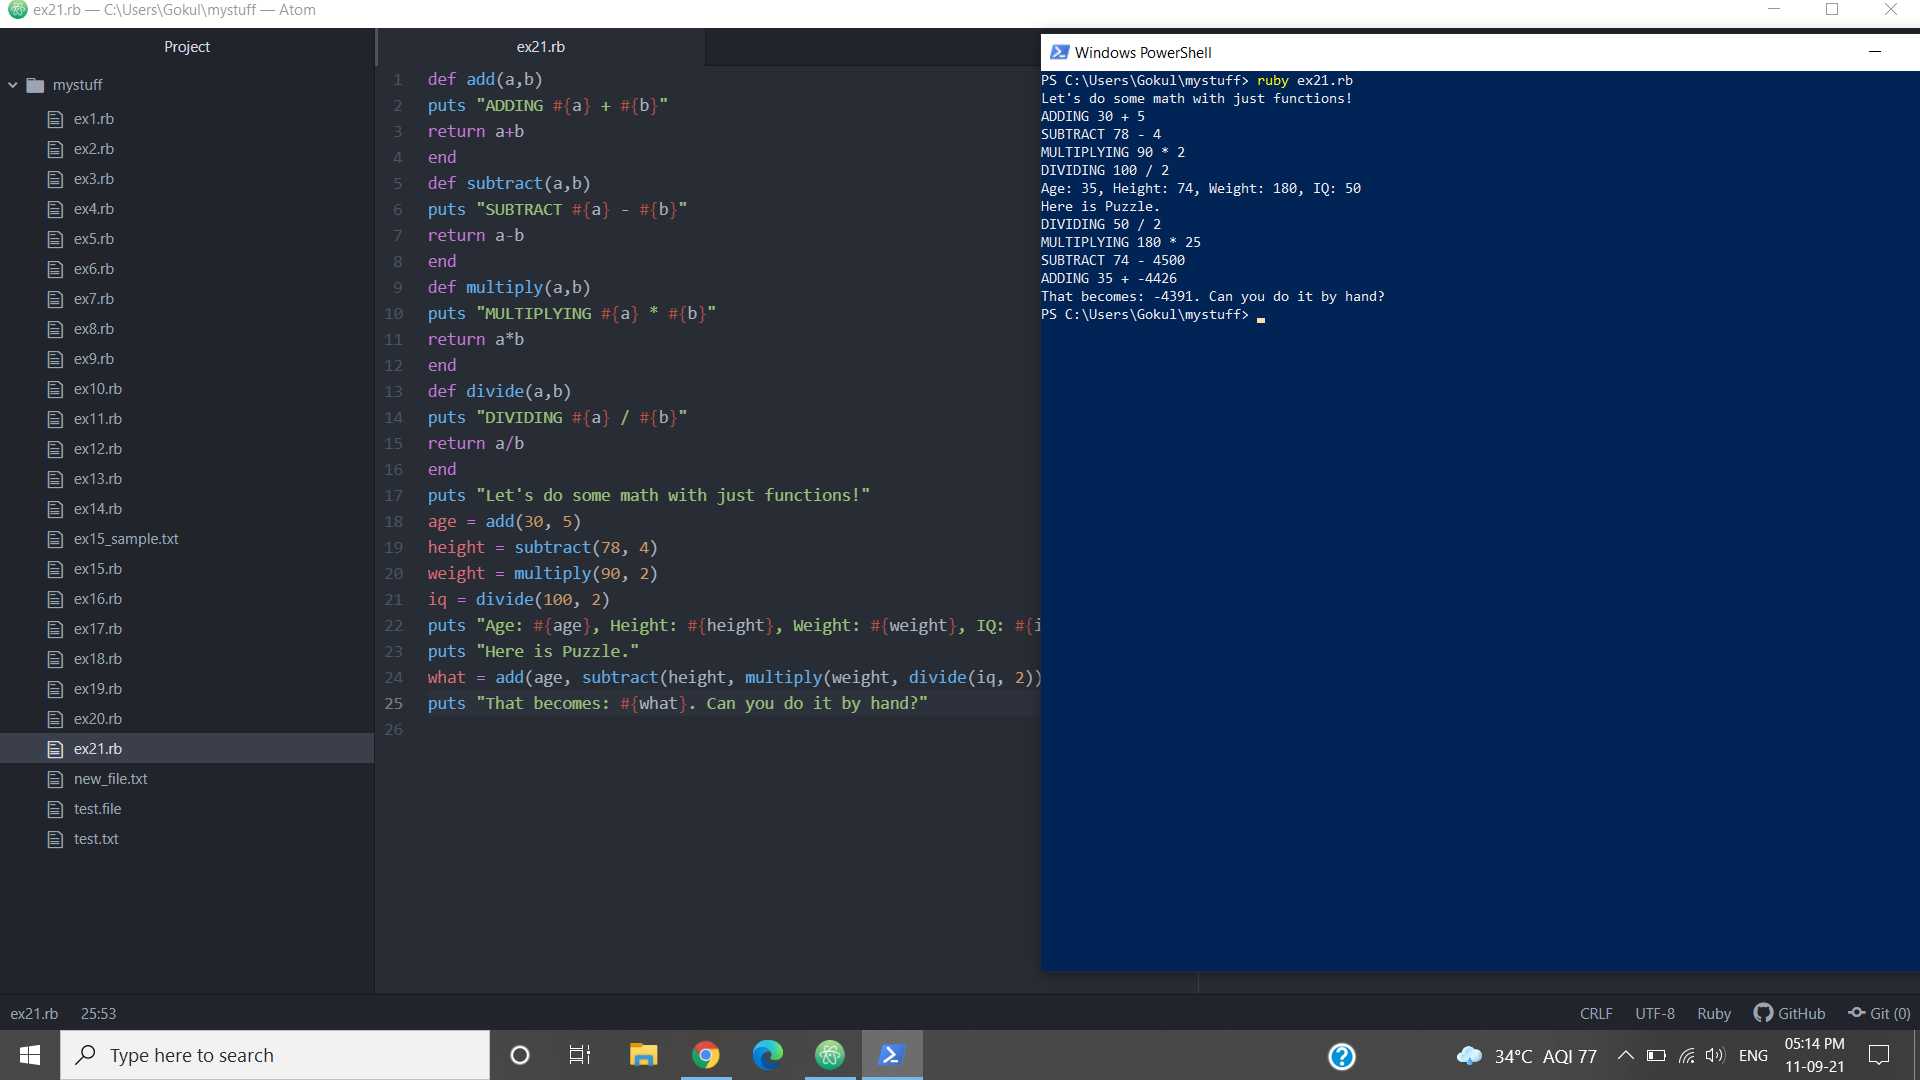 ex21.rb — C:\Users\Gokul\mystuff — Atom
Project
mystuff
ex1.rb
ex2.rb
ex3.rb
ex4.rb
ex5.rb
ex6.rb
ex7.rb
ex8.rb
ex9.rb
ex10.rb
ex11.rb
ex12.rb
ex13.rb
ex14.rb
ex15_sample.txt
ex15.rb
ex16.rb
ex17.rb
ex18.rb
ex19.rb
ex20.rb
ex21.rb
new_file.txt
test.file
test.txt
ex21.rb
1 def add(a,b)
2 puts "ADDING #{a} + #{b}"
3 return a+b
4 end
5 def subtract(a,b)
6 puts "SUBTRACT #{a} - #{b}"
7 return a-b
8 end
9 def multiply(a,b)
10 puts "MULTIPLYING #{a} * #{b}"
11 return a*b
12 end
13 def divide(a,b)
14 puts "DIVIDING #{a} / #{b}"
15 return a/b
16 end
17 puts "Let's do some math with just functions!"
18 age = add(30, 5)
19 height = subtract(78, 4)
20 weight = multiply(90, 2)
21 iq = divide(100, 2)
22 puts "Age: #{age}, Height: #{height}, Weight: #{weight}, IQ: #{i
23 puts "Here is Puzzle."
24 what = add(age, subtract(height, multiply(weight, divide(iq, 2))
25 puts "That becomes: #{what}. Can you do it by hand?"
26
Windows PowerShell
PS C:\Users\Gokul\mystuff> ruby ex21.rb
Let's do some math with just functions!
ADDING 30 + 5
SUBTRACT 78 - 4
MULTIPLYING 90 * 2
DIVIDING 100 / 2
Age: 35, Height: 74, Weight: 180, IQ: 50
Here is Puzzle.
DIVIDING 50 / 2
MULTIPLYING 180 * 25
SUBTRACT 74 - 4500
ADDING 35 + -4426
That becomes: -4391. Can you do it by hand?
PS C:\Users\Gokul\mystuff>
ex21.rb 25:53 CRLF UTF-8 Ruby GitHub Git (0)
Type here to search
34°C AQI 77 ENG
05:14 PM
11-09-21